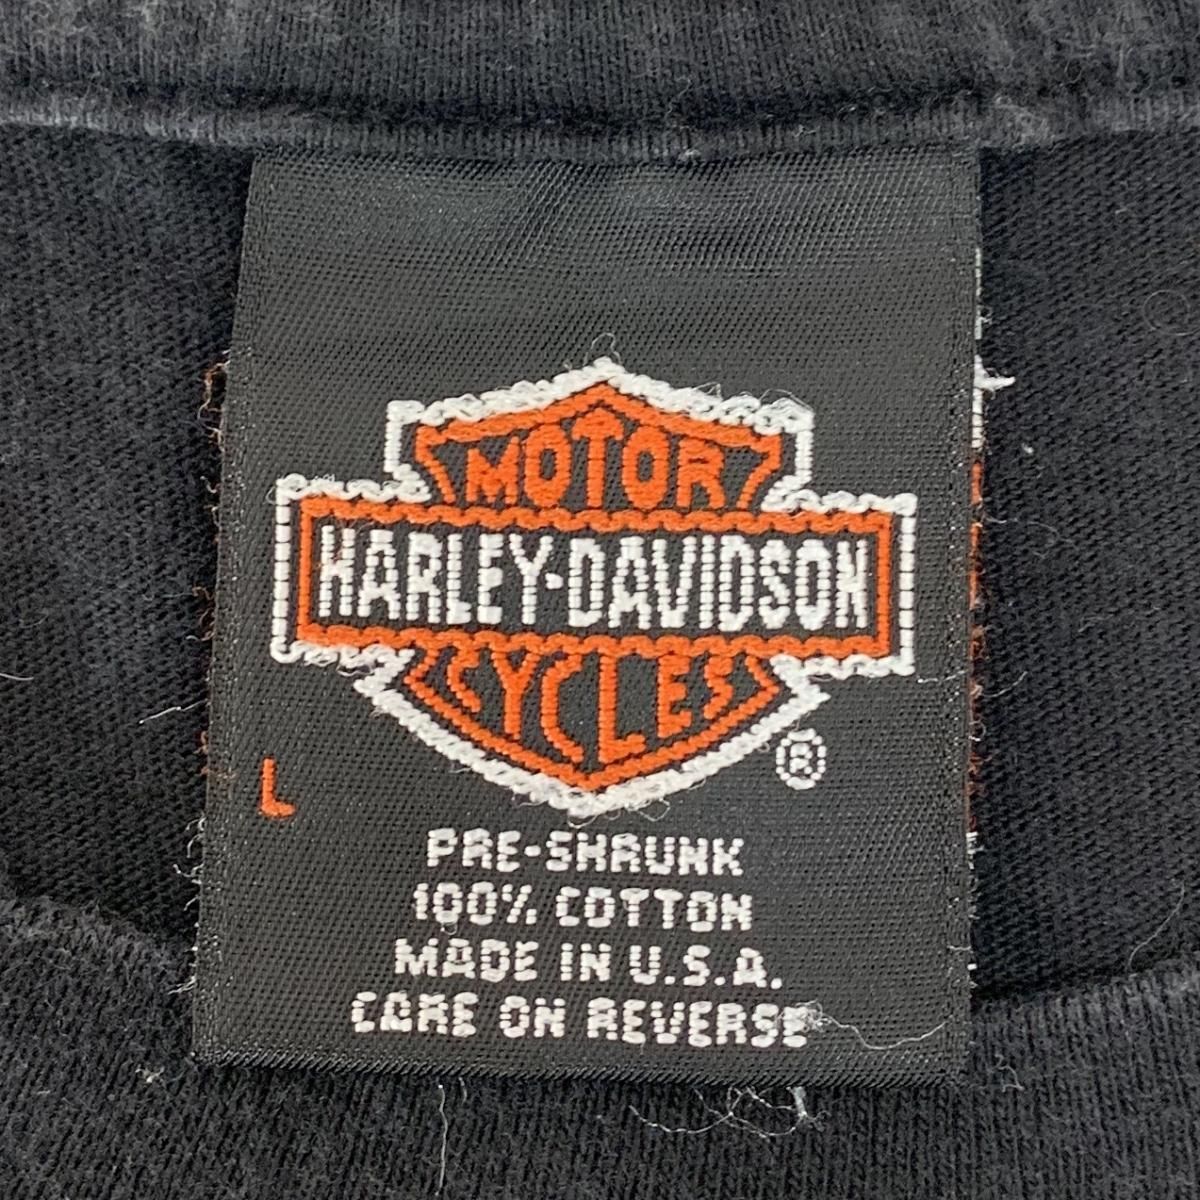 MOTOR
HARLEY-DAVIDSON
CYCLES
®
L
PRE-SHRUNK
100% COTTON
MADE IN U.S.A.
CARE ON REVERSE